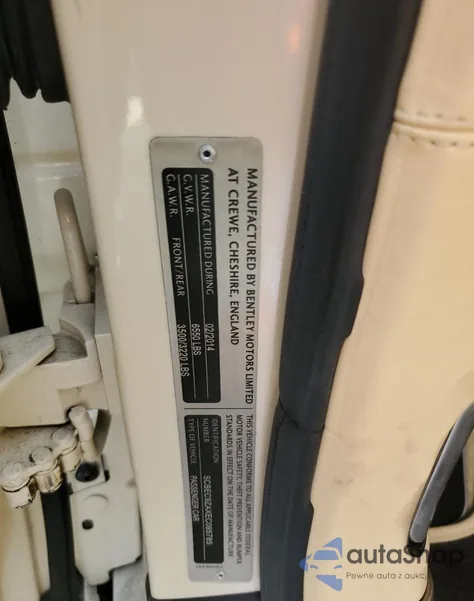 MANUFACTURED BY BENTLEY MOTORS LIMITED
AT CREWE, CHESHIRE, ENGLAND
MANUFACTURED DURING 02/2014
G.V.W.R. 6550 LBS
G.A.W.R. FRONT/REAR 3500/3220 LBS
THIS VEHICLE CONFORMS TO ALL APPLICABLE FEDERAL
MOTOR VEHICLE SAFETY, THEFT PREVENTION AND BUMPER
STANDARDS IN EFFECT ON THE DATE OF MANUFACTURE
IDENTIFICATION
NUMBER
TYPE OF VEHICLE PASSENGER CAR
autaShop
Pewne auta z aukcji